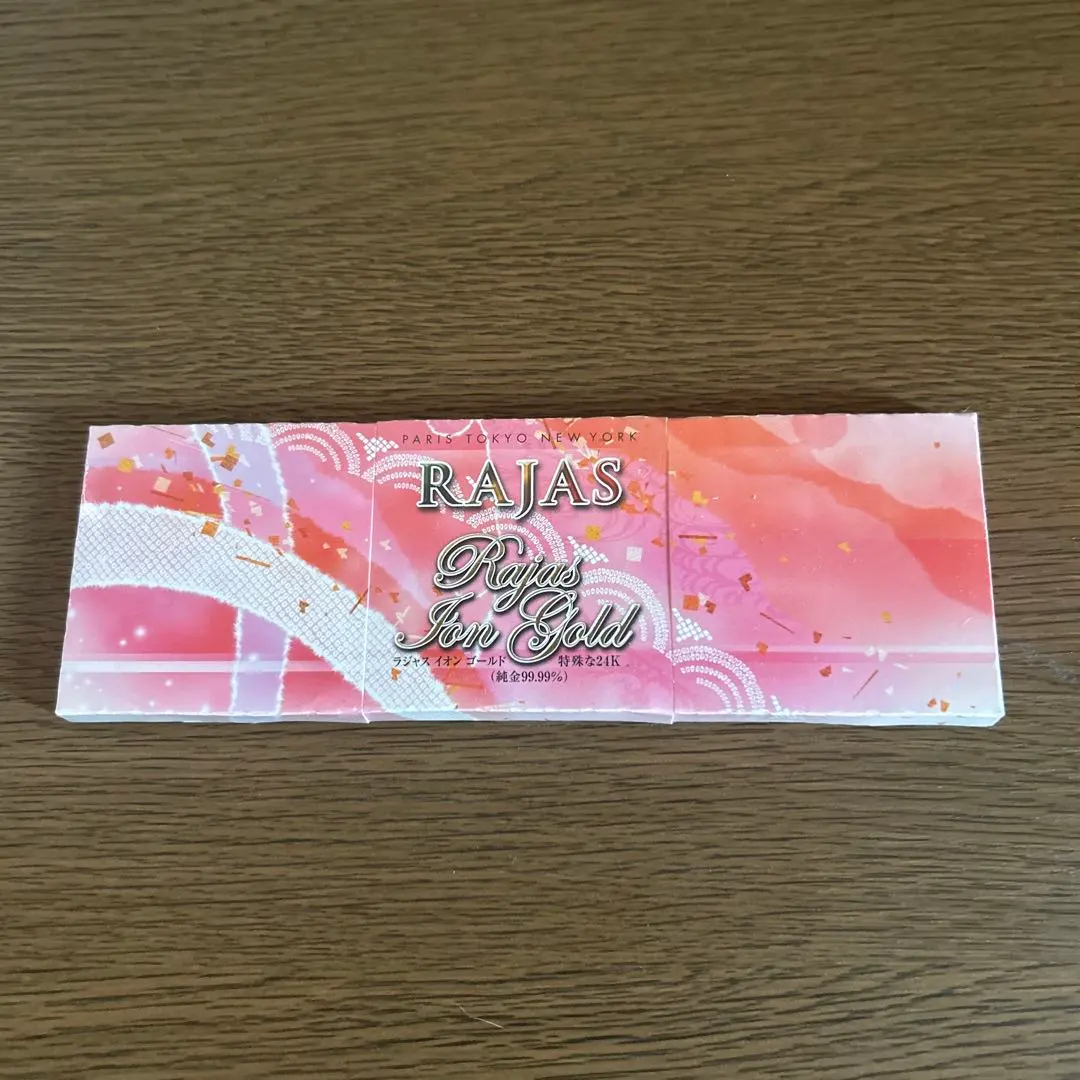 PARIS TOKYO NEW YORK
RAJAS
Rajas
Ion Gold
ラジャス イオン ゴールド 特殊な24K
(純金99.99%)